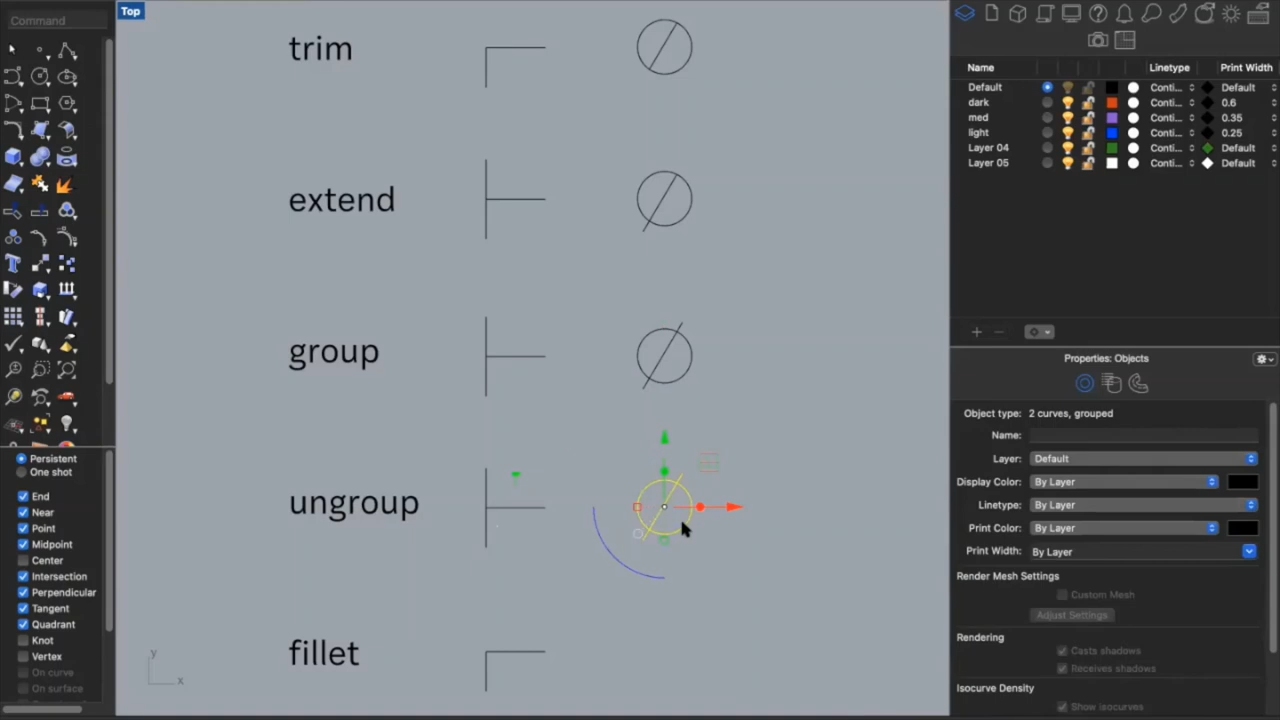 Command
Top
trim
extend
group
ungroup
fillet
y
x
Persistent
One shot
End
Near
Point
Midpoint
Center
Intersection
Perpendicular
Tangent
Quadrant
Knot
Vertex
On curve
On surface
Name Linetype Print Width
Default Conti... Default
dark Conti... 0.6
med Conti... 0.35
light Conti... 0.25
Layer 04 Conti... Default
Layer 05 Conti... Default
Properties: Objects
Object type: 2 curves, grouped
Name:
Layer: Default
Display Color: By Layer
Linetype: By Layer
Print Color: By Layer
Print Width: By Layer
Render Mesh Settings
Custom Mesh
Adjust Settings
Rendering
Casts shadows
Receives shadows
Isocurve Density
Show isocurves